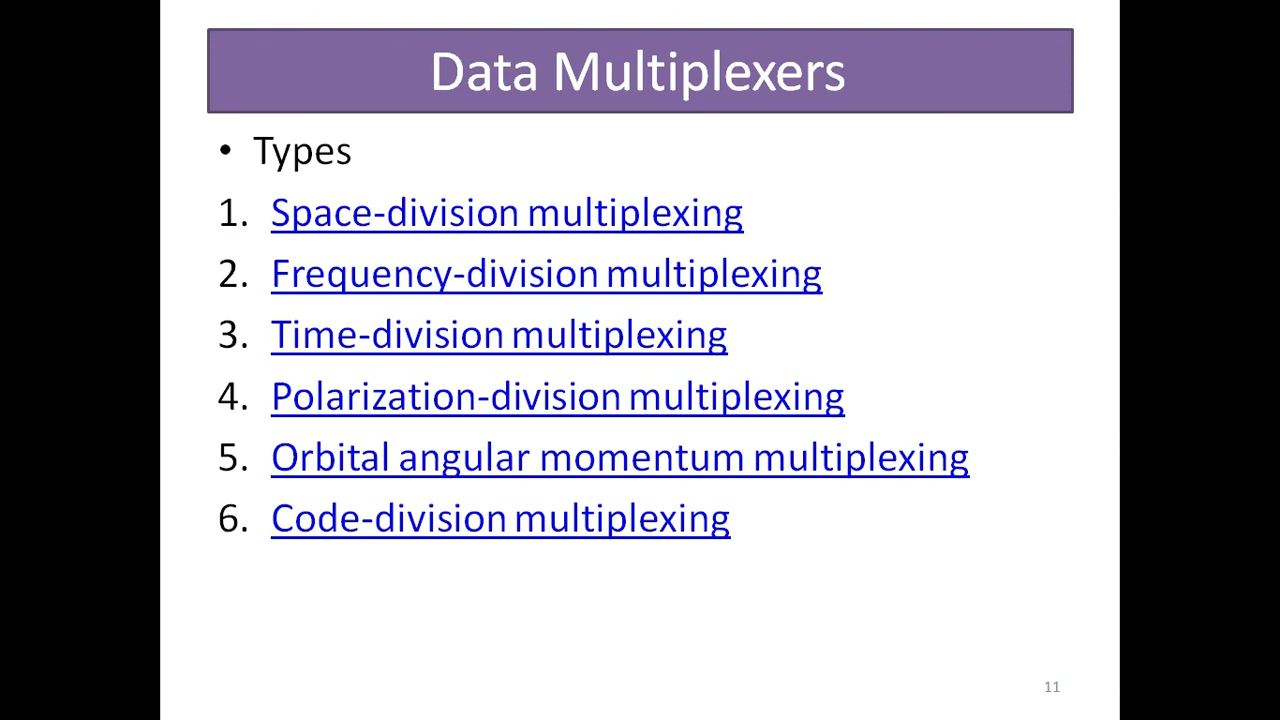 Data Multiplexers
• Types
1. Space-division multiplexing
2. Frequency-division multiplexing
3. Time-division multiplexing
4. Polarization-division multiplexing
5. Orbital angular momentum multiplexing
6. Code-division multiplexing
11